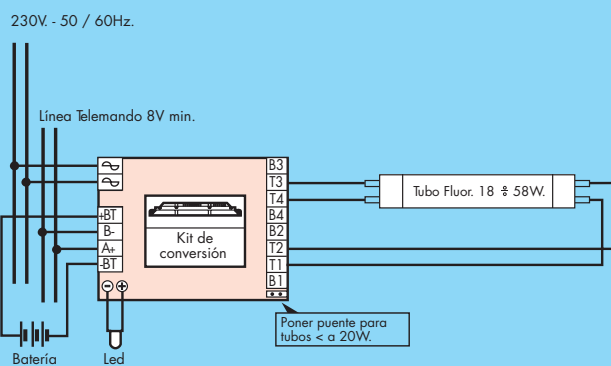 230V. - 50 / 60Hz.
Línea Telemando 8V min.
+BT
B-
A+
-BT
Kit de
conversión
B3
T3
T4
B4
B2
T2
T1
B1
Tubo Fluor. 18 ÷ 58W.
Poner puente para
tubos < a 20W.
Batería
Led